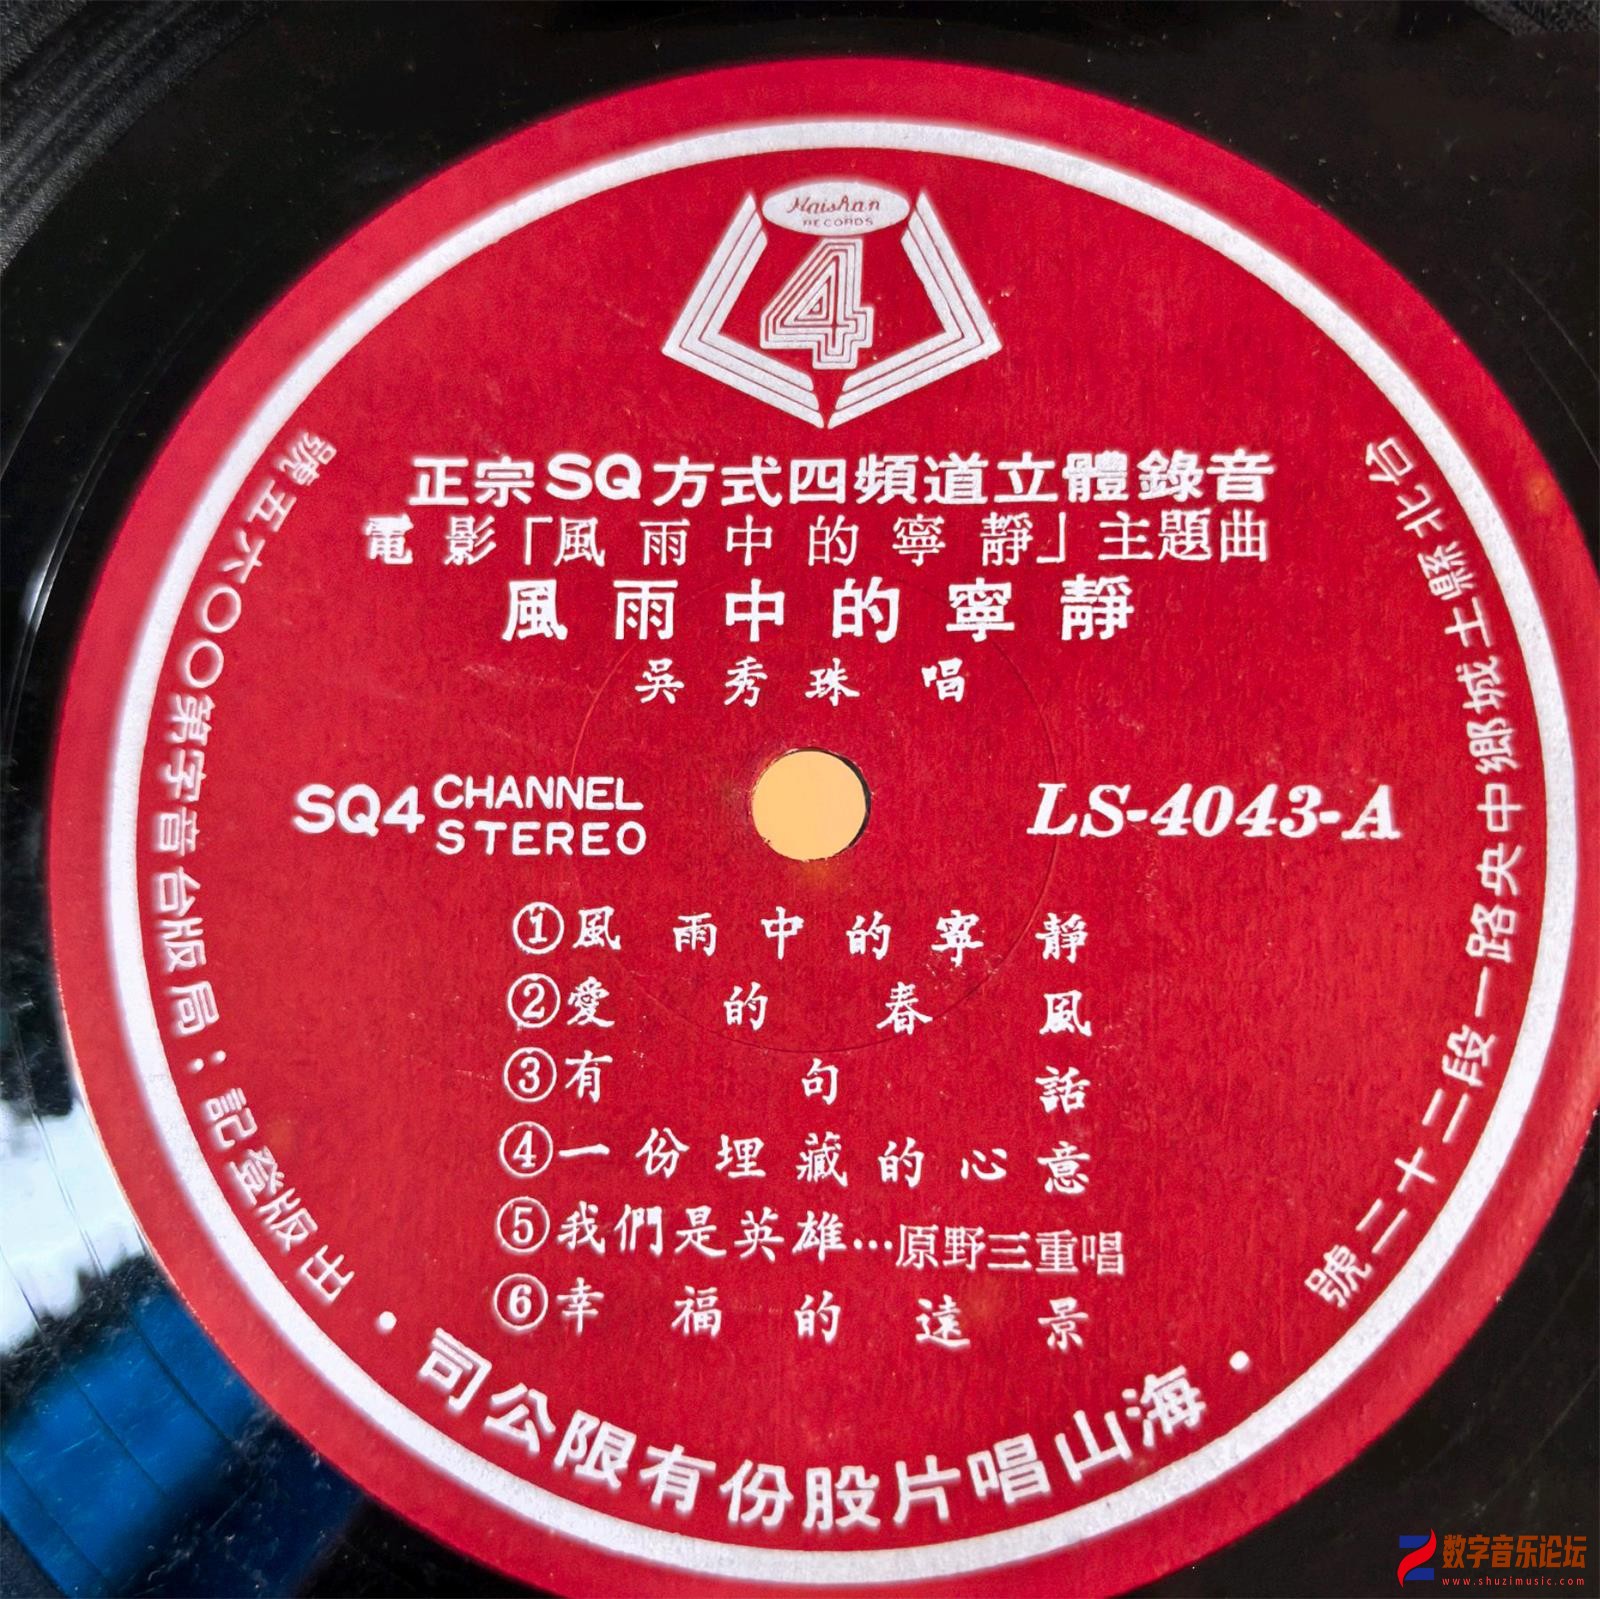 Haishan
RECORDS
4
正宗SQ方式四頻道立體錄音
電影「風雨中的寧靜」主題曲
風雨中的寧靜
吳秀珠唱
SQ4 CHANNEL STEREO
LS-4043-A
①風雨中的寧靜
②愛的春風
③有句話
④一份埋藏的心意
⑤我們是英雄…原野三重唱
⑥幸福的遠景
台北縣土城鄉中央路一段二十二號
海山唱片股份有限公司
出版登記：局版台音字第〇〇〇六五號
数字音乐论坛
www.shuzimusic.com